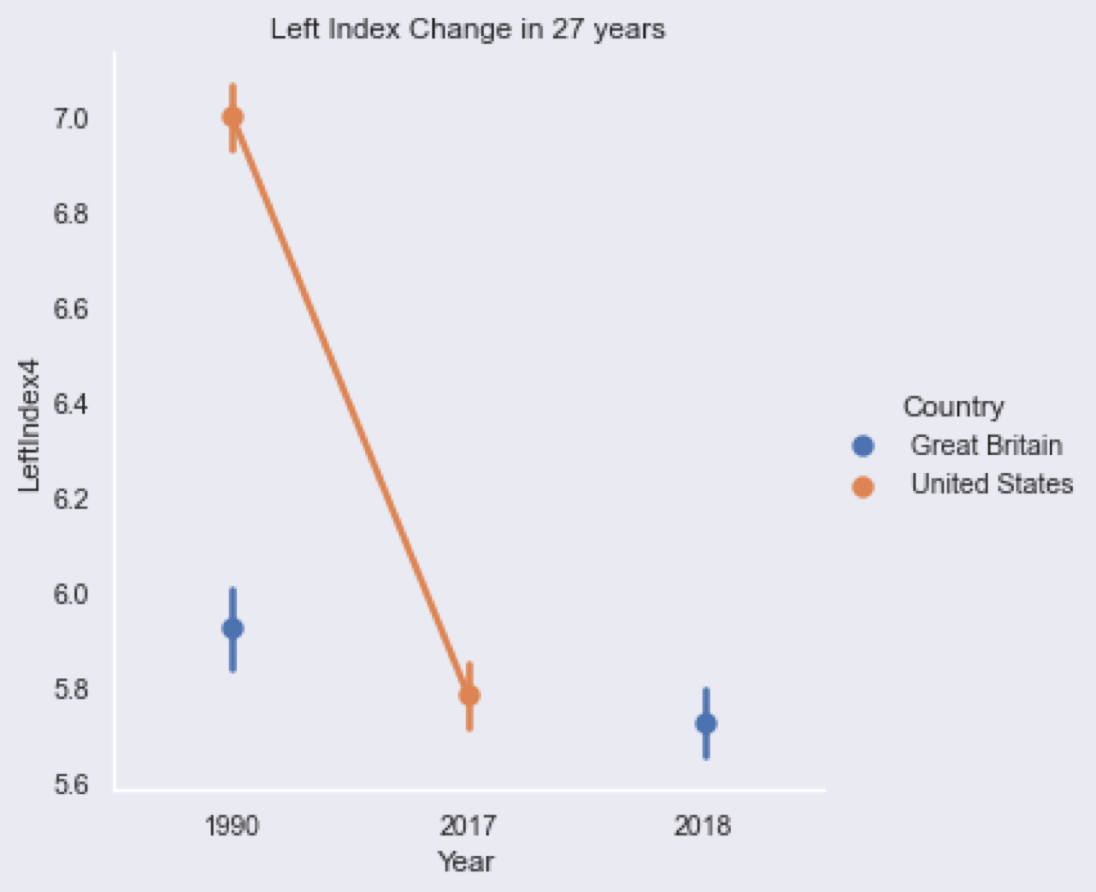 Left Index Change in 27 years
7.0
6.8
6.6
6.4
6.2
6.0
5.8
5.6
LeftIndex4
1990
2017
2018
Year
Country
Great Britain
United States